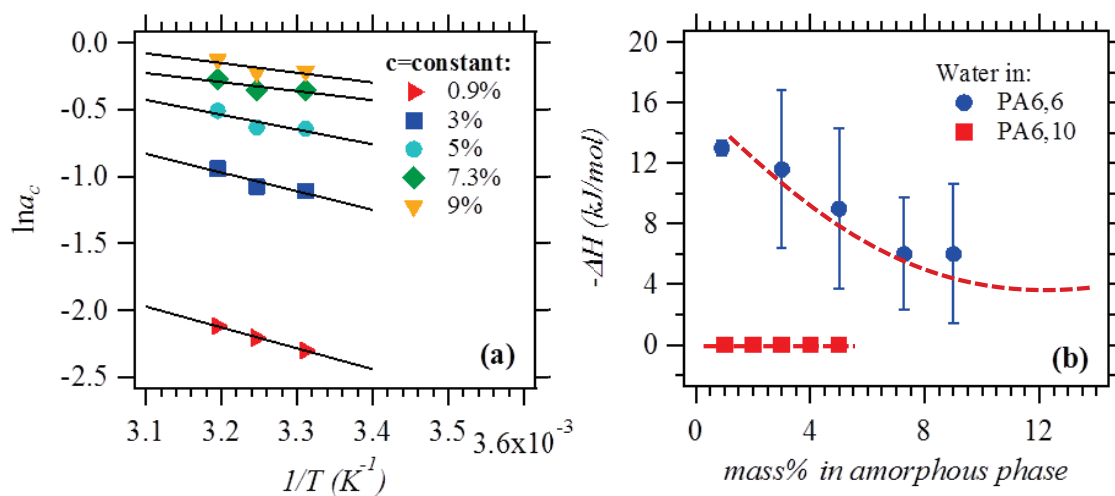 0.0
-0.5
-1.0
-1.5
-2.0
-2.5
lna_c
c=constant:
0.9%
3%
5%
7.3%
9%
(a)
3.1 3.2 3.3 3.4 3.5 3.6x10⁻³
1/T (K⁻¹)
20
16
12
8
4
0
-ΔH (kJ/mol)
Water in:
PA6,6
PA6,10
(b)
0 4 8 12
mass% in amorphous phase